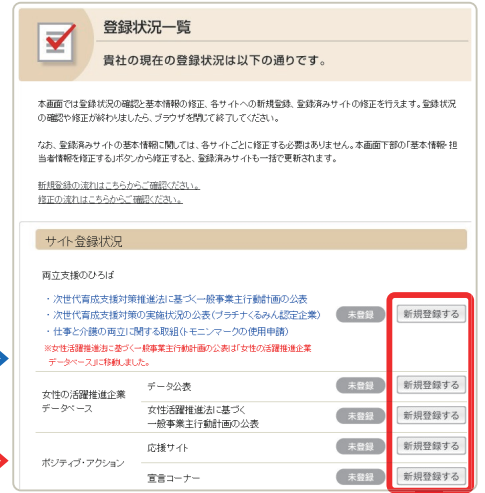 登録状況一覧
貴社の現在の登録状況は以下の通りです。
本画面では登録状況の確認と基本情報の修正、各サイトへの新規登録、登録済みサイトの修正を行えます。登録状況
の確認や修正が終わりましたら、ブラウザを閉じて終了してください。
なお、登録済みサイトの基本情報に関しては、各サイトごとに修正する必要はありません。本画面下部の「基本情報・担
当者情報を修正する」ボタンから修正すると、登録済みサイトも一括で更新されます。
新規登録の流れはこちらからご確認ください。
修正の流れはこちらからご確認ください。
サイト登録状況
両立支援のひろば
・次世代育成支援対策推進法に基づく一般事業主行動計画の公表
・次世代育成支援対策の実施状況の公表(プラチナくるみん認定企業) 未登録 新規登録する
・仕事と介護の両立に関する取組(トモニンマークの使用申請)
※女性活躍推進法に基づく一般事業主行動計画の公表は「女性の活躍推進企業
データベース」に移動しました。
女性の活躍推進企業
データベース
データ公表 未登録 新規登録する
女性活躍推進法に基づく
一般事業主行動計画の公表 未登録 新規登録する
ポジティブ・アクション
応援サイト 未登録 新規登録する
宣言コーナー 未登録 新規登録する